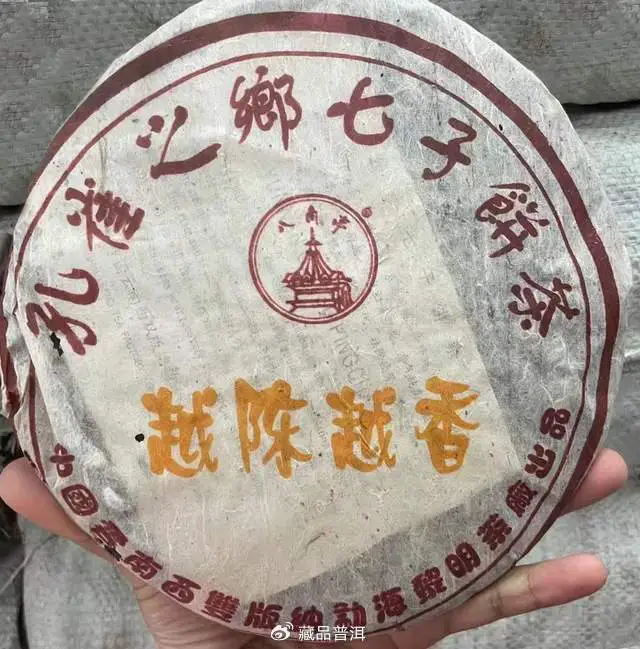 孔雀之鄉七子餅茶
八角亭
®
越陈越香
中國雲南西雙版納勐海黎明茶廠出品
藏品普洱